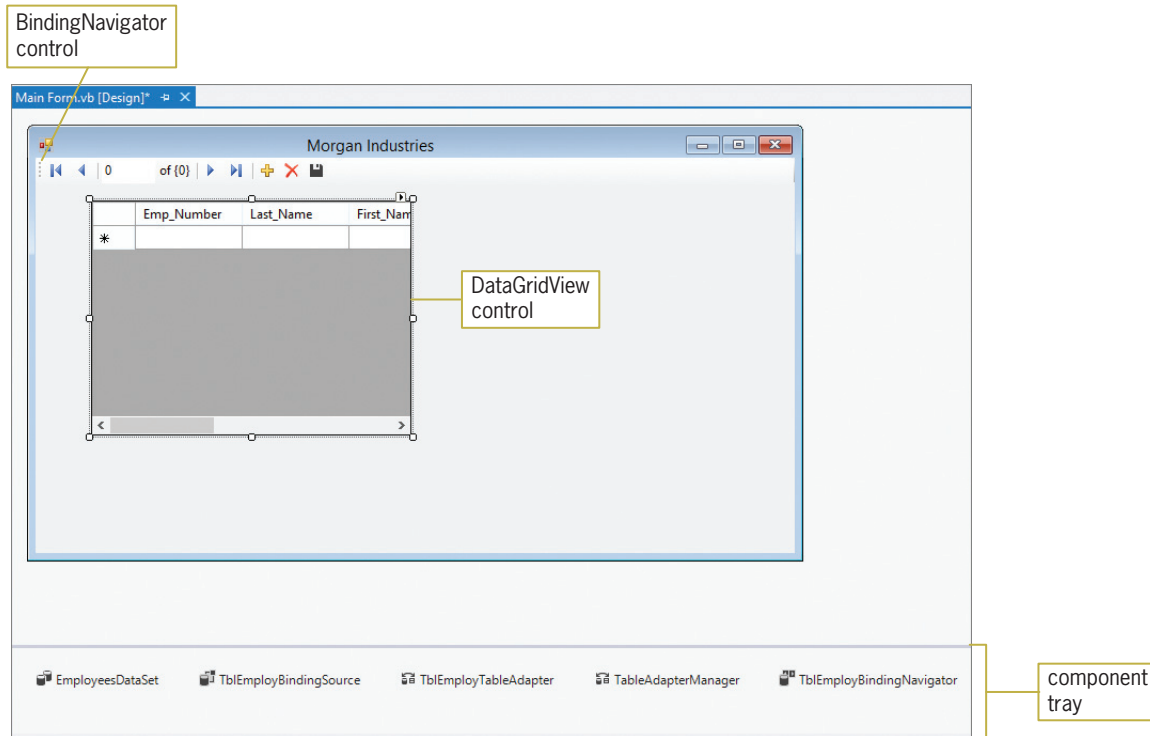 BindingNavigator
control
Main Form.vb [Design]*
Morgan Industries
0 of {0}
Emp_Number Last_Name First_Nam
DataGridView
control
EmployeesDataSet TblEmployBindingSource TblEmployTableAdapter TableAdapterManager TblEmployBindingNavigator
component
tray